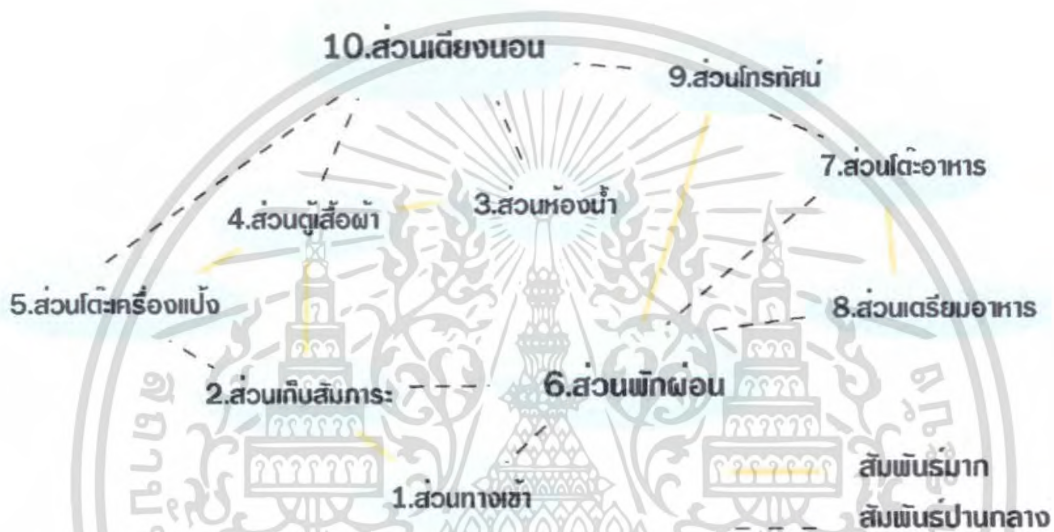 10.ส่วนเตียงนอน
9.ส่วนโทรทัศน์
7.ส่วนโต๊ะอาหาร
4.ส่วนตู้เสื้อผ้า
3.ส่วนห้องน้ำ
5.ส่วนโต๊ะเครื่องแป้ง
8.ส่วนเตรียมอาหาร
2.ส่วนเก็บสัมภาระ
6.ส่วนพักผ่อน
1.ส่วนทางเข้า
สัมพันธ์มาก
สัมพันธ์ปานกลาง